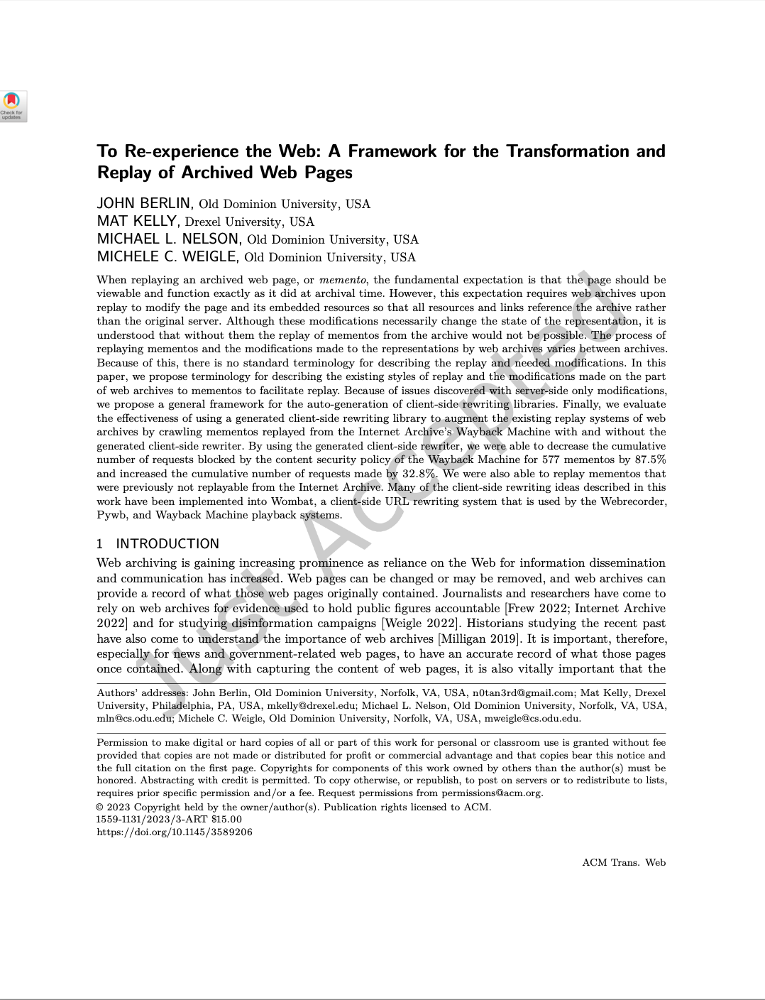 Check for
updates
To Re-experience the Web: A Framework for the Transformation and
Replay of Archived Web Pages
JOHN BERLIN, Old Dominion University, USA
MAT KELLY, Drexel University, USA
MICHAEL L. NELSON, Old Dominion University, USA
MICHELE C. WEIGLE, Old Dominion University, USA
When replaying an archived web page, or memento, the fundamental expectation is that the page should be
viewable and function exactly as it did at archival time. However, this expectation requires web archives upon
replay to modify the page and its embedded resources so that all resources and links reference the archive rather
than the original server. Although these modifications necessarily change the state of the representation, it is
understood that without them the replay of mementos from the archive would not be possible. The process of
replaying mementos and the modifications made to the representations by web archives varies between archives.
Because of this, there is no standard terminology for describing the replay and needed modifications. In this
paper, we propose terminology for describing the existing styles of replay and the modifications made on the part
of web archives to mementos to facilitate replay. Because of issues discovered with server-side only modifications,
we propose a general framework for the auto-generation of client-side rewriting libraries. Finally, we evaluate
the effectiveness of using a generated client-side rewriting library to augment the existing replay systems of web
archives by crawling mementos replayed from the Internet Archive's Wayback Machine with and without the
generated client-side rewriter. By using the generated client-side rewriter, we were able to decrease the cumulative
number of requests blocked by the content security policy of the Wayback Machine for 577 mementos by 87.5%
and increased the cumulative number of requests made by 32.8%. We were also able to replay mementos that
were previously not replayable from the Internet Archive. Many of the client-side rewriting ideas described in this
work have been implemented into Wombat, a client-side URL rewriting system that is used by the Webrecorder,
Pywb, and Wayback Machine playback systems.
1 INTRODUCTION
Web archiving is gaining increasing prominence as reliance on the Web for information dissemination
and communication has increased. Web pages can be changed or may be removed, and web archives can
provide a record of what those web pages originally contained. Journalists and researchers have come to
rely on web archives for evidence used to hold public figures accountable [Frew 2022; Internet Archive
2022] and for studying disinformation campaigns [Weigle 2022]. Historians studying the recent past
have also come to understand the importance of web archives [Milligan 2019]. It is important, therefore,
especially for news and government-related web pages, to have an accurate record of what those pages
once contained. Along with capturing the content of web pages, it is also vitally important that the
Authors' addresses: John Berlin, Old Dominion University, Norfolk, VA, USA, n0tan3rd@gmail.com; Mat Kelly, Drexel
University, Philadelphia, PA, USA, mkelly@drexel.edu; Michael L. Nelson, Old Dominion University, Norfolk, VA, USA,
mln@cs.odu.edu; Michele C. Weigle, Old Dominion University, Norfolk, VA, USA, mweigle@cs.odu.edu.
Permission to make digital or hard copies of all or part of this work for personal or classroom use is granted without fee
provided that copies are not made or distributed for profit or commercial advantage and that copies bear this notice and
the full citation on the first page. Copyrights for components of this work owned by others than the author(s) must be
honored. Abstracting with credit is permitted. To copy otherwise, or republish, to post on servers or to redistribute to lists,
requires prior specific permission and/or a fee. Request permissions from permissions@acm.org.
© 2023 Copyright held by the owner/author(s). Publication rights licensed to ACM.
1559-1131/2023/3-ART $15.00
https://doi.org/10.1145/3589206
ACM Trans. Web
Just Accepted